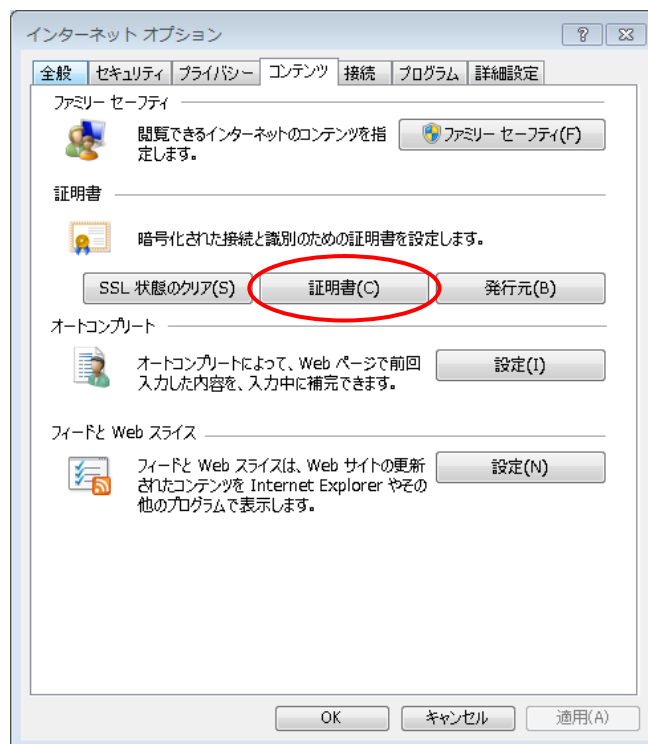 インターネット オプション
全般 セキュリティ プライバシー コンテンツ 接続 プログラム 詳細設定
ファミリー セーフティ
閲覧できるインターネットのコンテンツを指
定します。
ファミリー セーフティ(F)
証明書
暗号化された接続と識別のための証明書を設定します。
SSL 状態のクリア(S) 証明書(C) 発行元(B)
オートコンプリート
オートコンプリートによって、Web ページで前回
入力した内容を、入力中に補完できます。
設定(I)
フィードと Web スライス
フィードと Web スライスは、Web サイトの更新
されたコンテンツを Internet Explorer やその
他のプログラムで表示します。
設定(N)
OK キャンセル 適用(A)